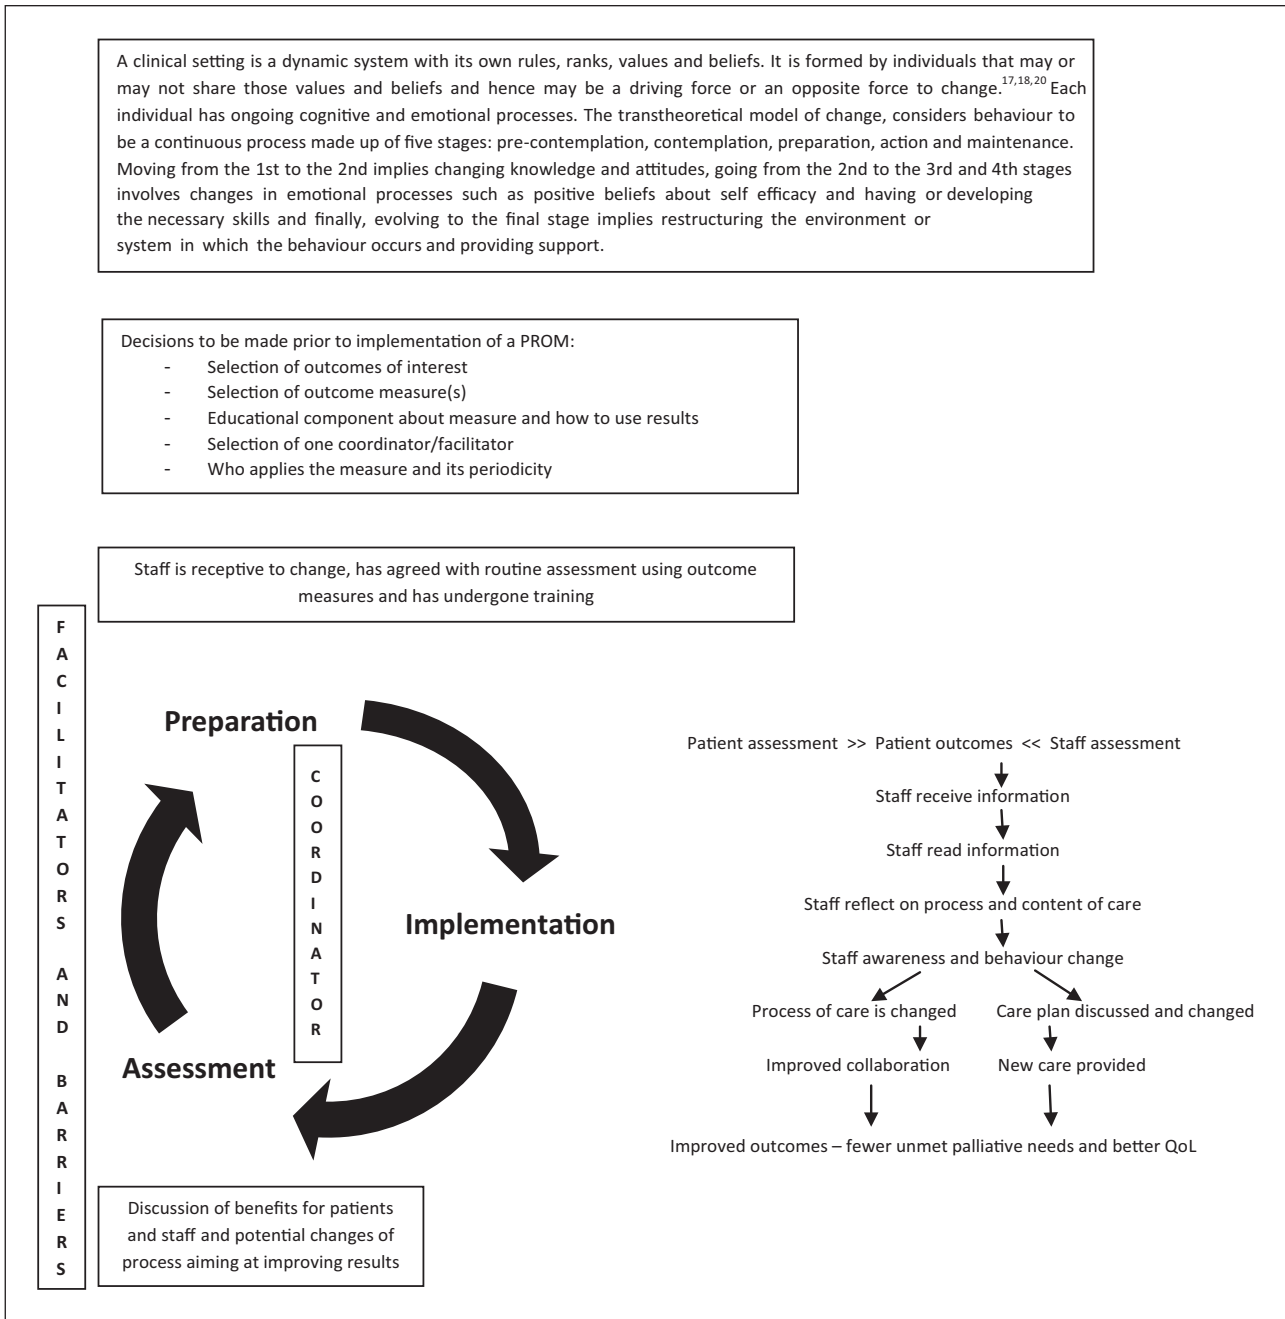 A clinical setting is a dynamic system with its own rules, ranks, values and beliefs. It is formed by individuals that may or
may not share those values and beliefs and hence may be a driving force or an opposite force to change.17,18,20 Each
individual has ongoing cognitive and emotional processes. The transtheoretical model of change, considers behaviour to
be a continuous process made up of five stages: pre-contemplation, contemplation, preparation, action and maintenance.
Moving from the 1st to the 2nd implies changing knowledge and attitudes, going from the 2nd to the 3rd and 4th stages
involves changes in emotional processes such as positive beliefs about self efficacy and having or developing
the necessary skills and finally, evolving to the final stage implies restructuring the environment or
system in which the behaviour occurs and providing support.
Decisions to be made prior to implementation of a PROM:
- Selection of outcomes of interest
- Selection of outcome measure(s)
- Educational component about measure and how to use results
- Selection of one coordinator/facilitator
- Who applies the measure and its periodicity
Staff is receptive to change, has agreed with routine assessment using outcome
measures and has undergone training
FACILITATORS AND BARRIERS
Preparation
COORDINATOR
Implementation
Assessment
Discussion of benefits for patients
and staff and potential changes of
process aiming at improving results
Patient assessment >> Patient outcomes << Staff assessment
Staff receive information
Staff read information
Staff reflect on process and content of care
Staff awareness and behaviour change
Process of care is changed Care plan discussed and changed
Improved collaboration New care provided
Improved outcomes – fewer unmet palliative needs and better QoL